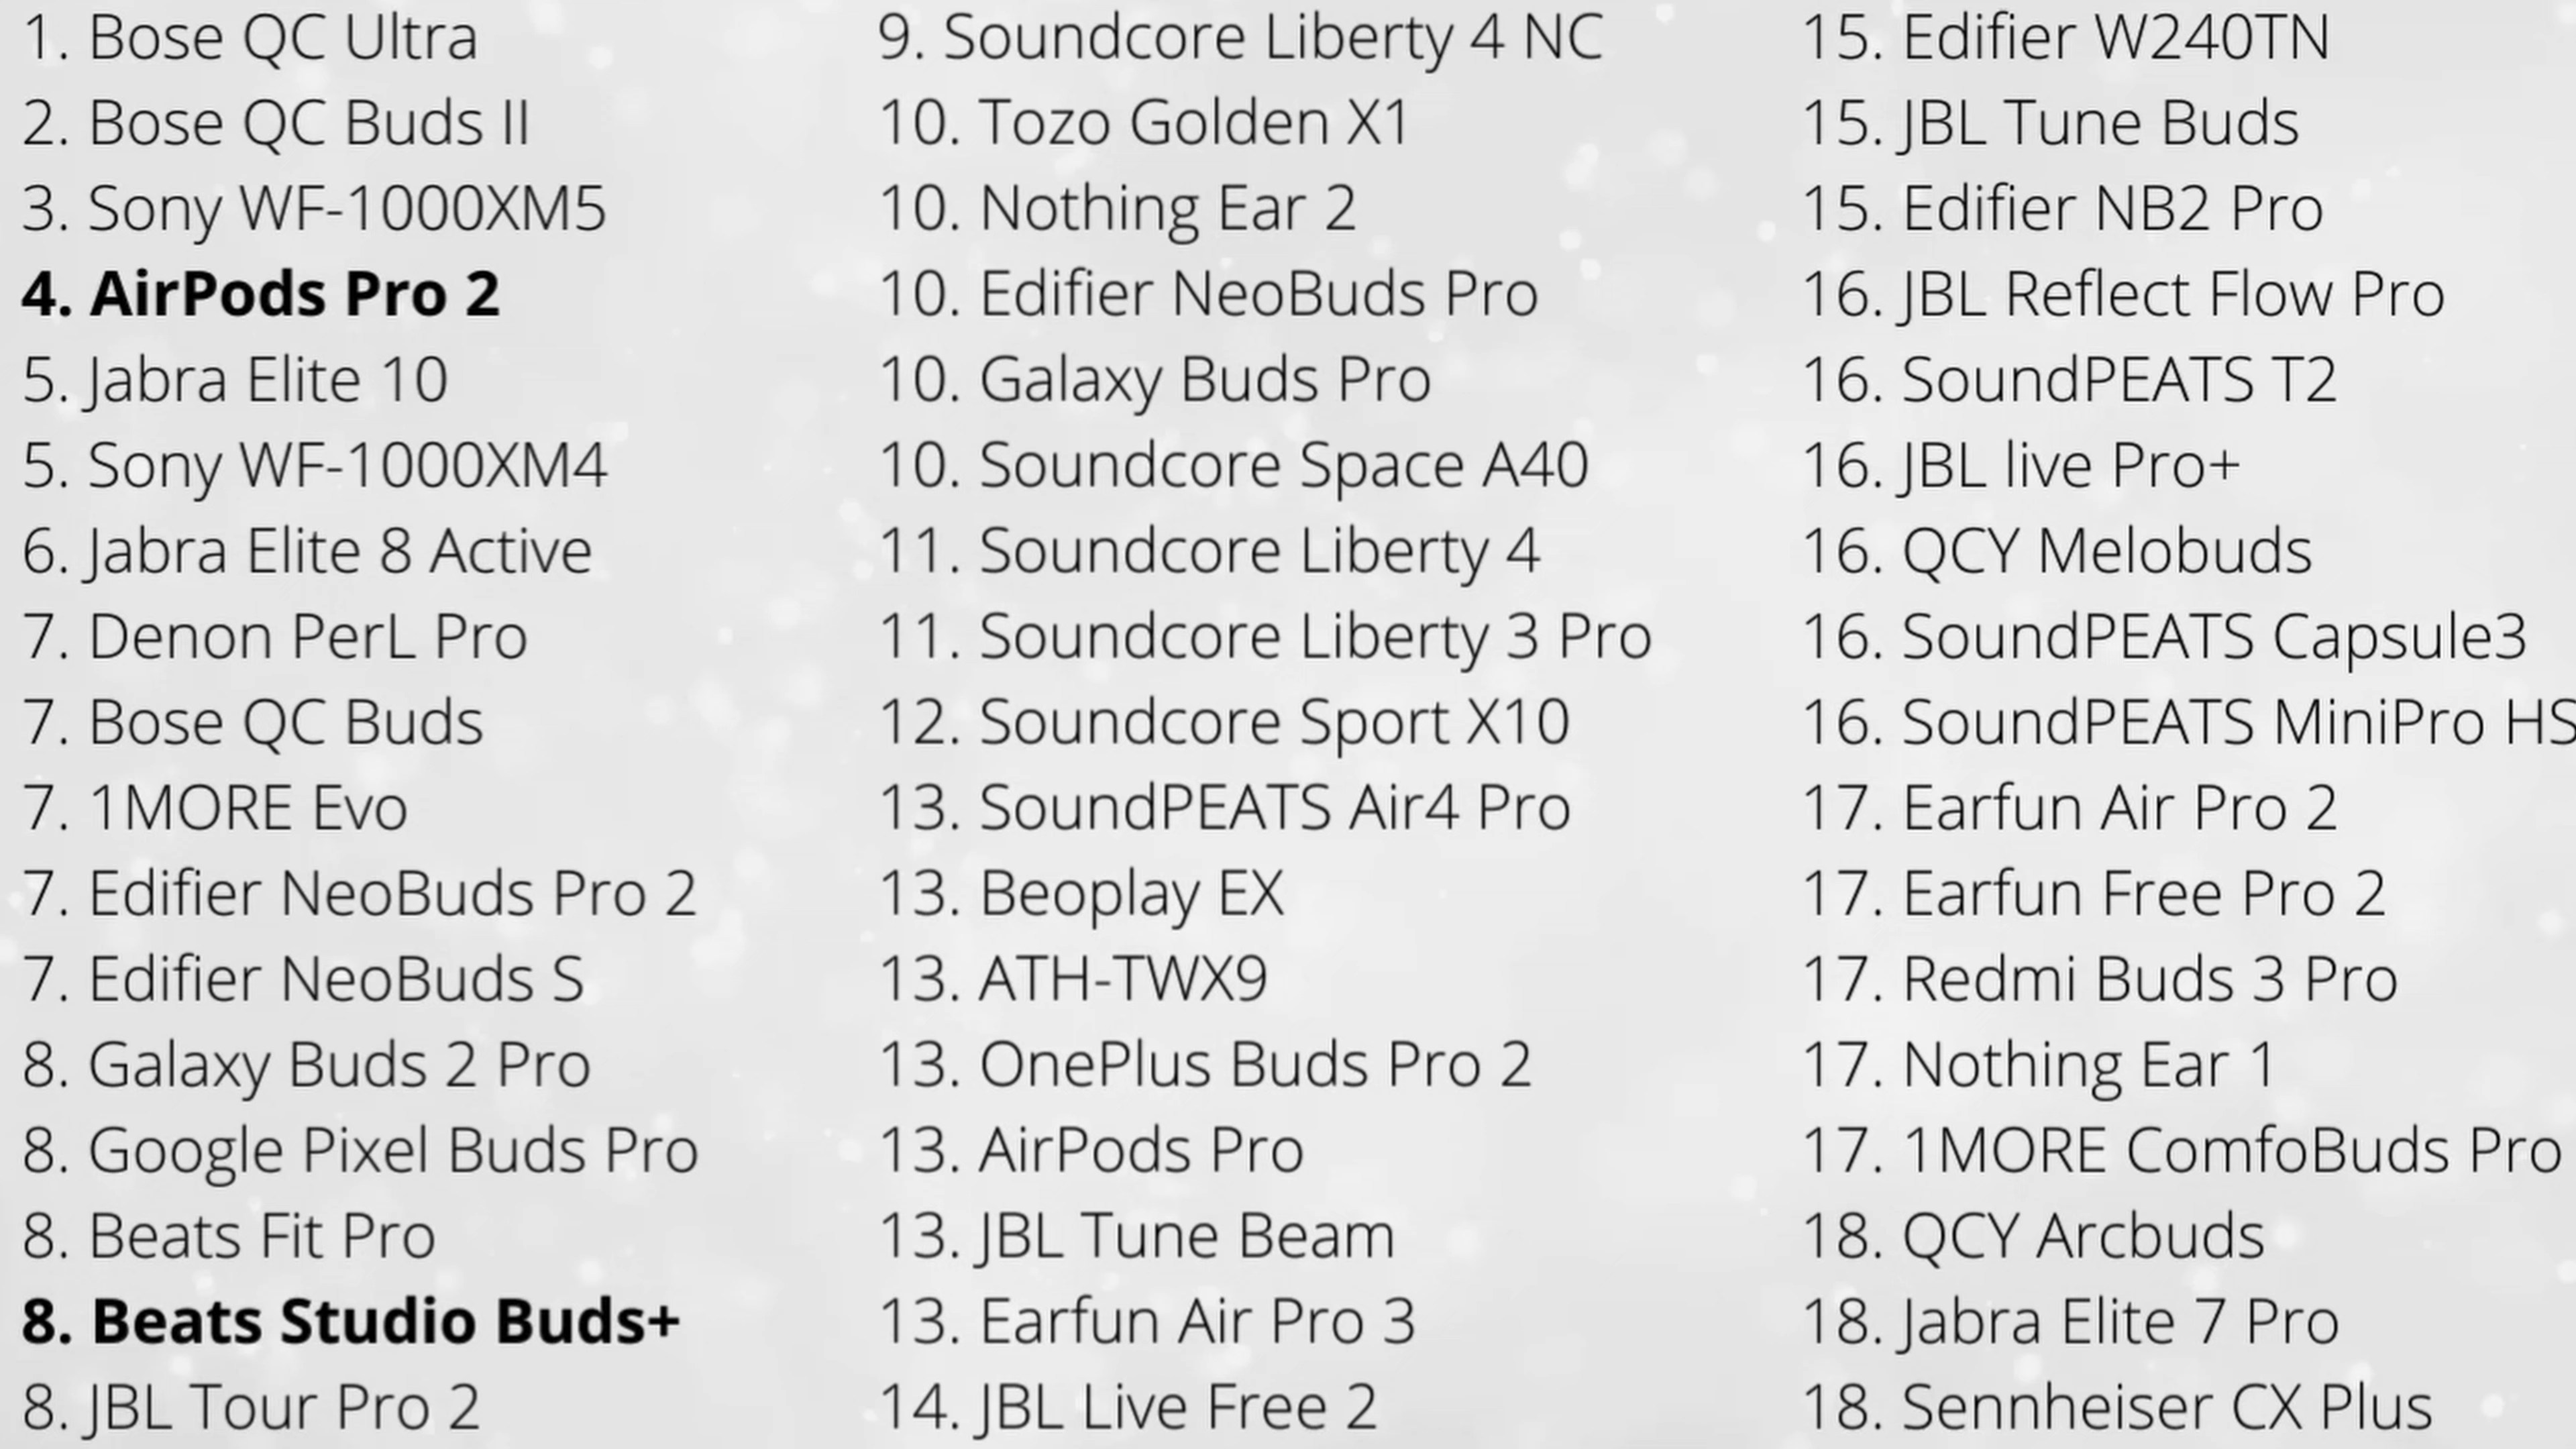 1. Bose QC Ultra
2. Bose QC Buds II
3. Sony WF-1000XM5
4. AirPods Pro 2
5. Jabra Elite 10
5. Sony WF-1000XM4
6. Jabra Elite 8 Active
7. Denon PerL Pro
7. Bose QC Buds
7. 1MORE Evo
7. Edifier NeoBuds Pro 2
7. Edifier NeoBuds S
8. Galaxy Buds 2 Pro
8. Google Pixel Buds Pro
8. Beats Fit Pro
8. Beats Studio Buds+
8. JBL Tour Pro 2
9. Soundcore Liberty 4 NC
10. Tozo Golden X1
10. Nothing Ear 2
10. Edifier NeoBuds Pro
10. Galaxy Buds Pro
10. Soundcore Space A40
11. Soundcore Liberty 4
11. Soundcore Liberty 3 Pro
12. Soundcore Sport X10
13. SoundPEATS Air4 Pro
13. Beoplay EX
13. ATH-TWX9
13. OnePlus Buds Pro 2
13. AirPods Pro
13. JBL Tune Beam
13. Earfun Air Pro 3
14. JBL Live Free 2
15. Edifier W240TN
15. JBL Tune Buds
15. Edifier NB2 Pro
16. JBL Reflect Flow Pro
16. SoundPEATS T2
16. JBL live Pro+
16. QCY Melobuds
16. SoundPEATS Capsule3
16. SoundPEATS MiniPro HS
17. Earfun Air Pro 2
17. Earfun Free Pro 2
17. Redmi Buds 3 Pro
17. Nothing Ear 1
17. 1MORE ComfoBuds Pro
18. QCY Arcbuds
18. Jabra Elite 7 Pro
18. Sennheiser CX Plus